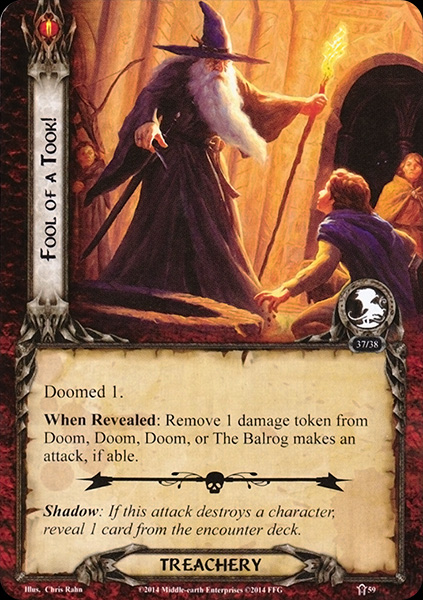 FOOL OF A TOOK!
37/38
Doomed 1.
When Revealed: Remove 1 damage token from
Doom, Doom, Doom, or The Balrog makes an
attack, if able.
Shadow: If this attack destroys a character,
reveal 1 card from the encounter deck.
TREACHERY
Illus. Chris Rahn
©2014 Middle-earth Enterprises ©2014 FFG
59